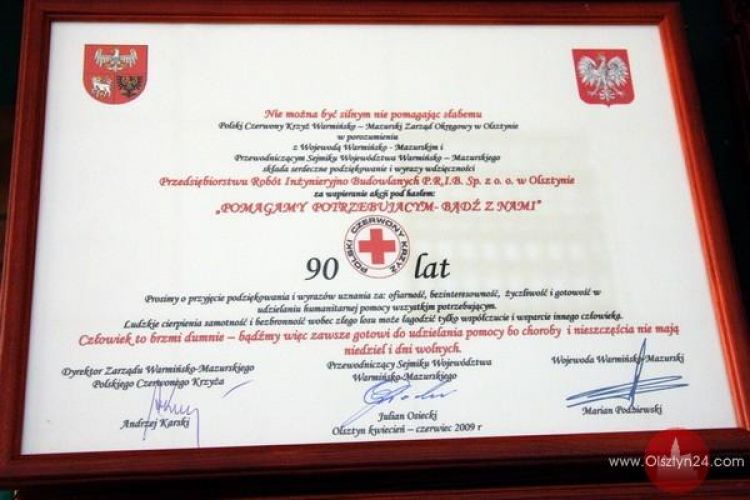 Nie można być silnym nie pomagając słabemu
Polski Czerwony Krzyż Warmińsko – Mazurski Zarząd Okręgowy w Olsztynie
w porozumieniu
z Wojewodą Warmińsko - Mazurskim i
Przewodniczącym Sejmiku Województwa Warmińsko – Mazurskiego
składa serdeczne podziękowanie i wyrazy wdzięczności
Przedsiębiorstwu Robót Inżynieryjno Budowlanych P.R.I.B. Sp. z o. o. w Olsztynie
za wspieranie akcji pod hasłem:
„POMAGAMY POTRZEBUJĄCYM- BĄDŹ Z NAMI”
POLSKI CZERWONY KRZYŻ
90 lat
Prosimy o przyjęcie podziękowania i wyrazów uznania za: ofiarność, bezinteresowność, życzliwość i gotowość w
udzielaniu humanitarnej pomocy wszystkim potrzebującym.
Ludzkie cierpienia samotność i bezbronność wobec złego losu może łagodzić tylko współczucie i wsparcie innego człowieka.
Człowiek to brzmi dumnie – bądźmy więc zawsze gotowi do udzielania pomocy bo choroby i nieszczęścia nie mają
niedziel i dni wolnych.
Dyrektor Zarządu Warmińsko-Mazurskiego
Polskiego Czerwonego Krzyża
Andrzej Karski
Przewodniczący Sejmiku Województwa
Warmińsko-Mazurskiego
Julian Osiecki
Olsztyn kwiecień – czerwiec 2009 r
Wojewoda Warmińsko-Mazurski
Marian Podziewski
www.Olsztyn24.com